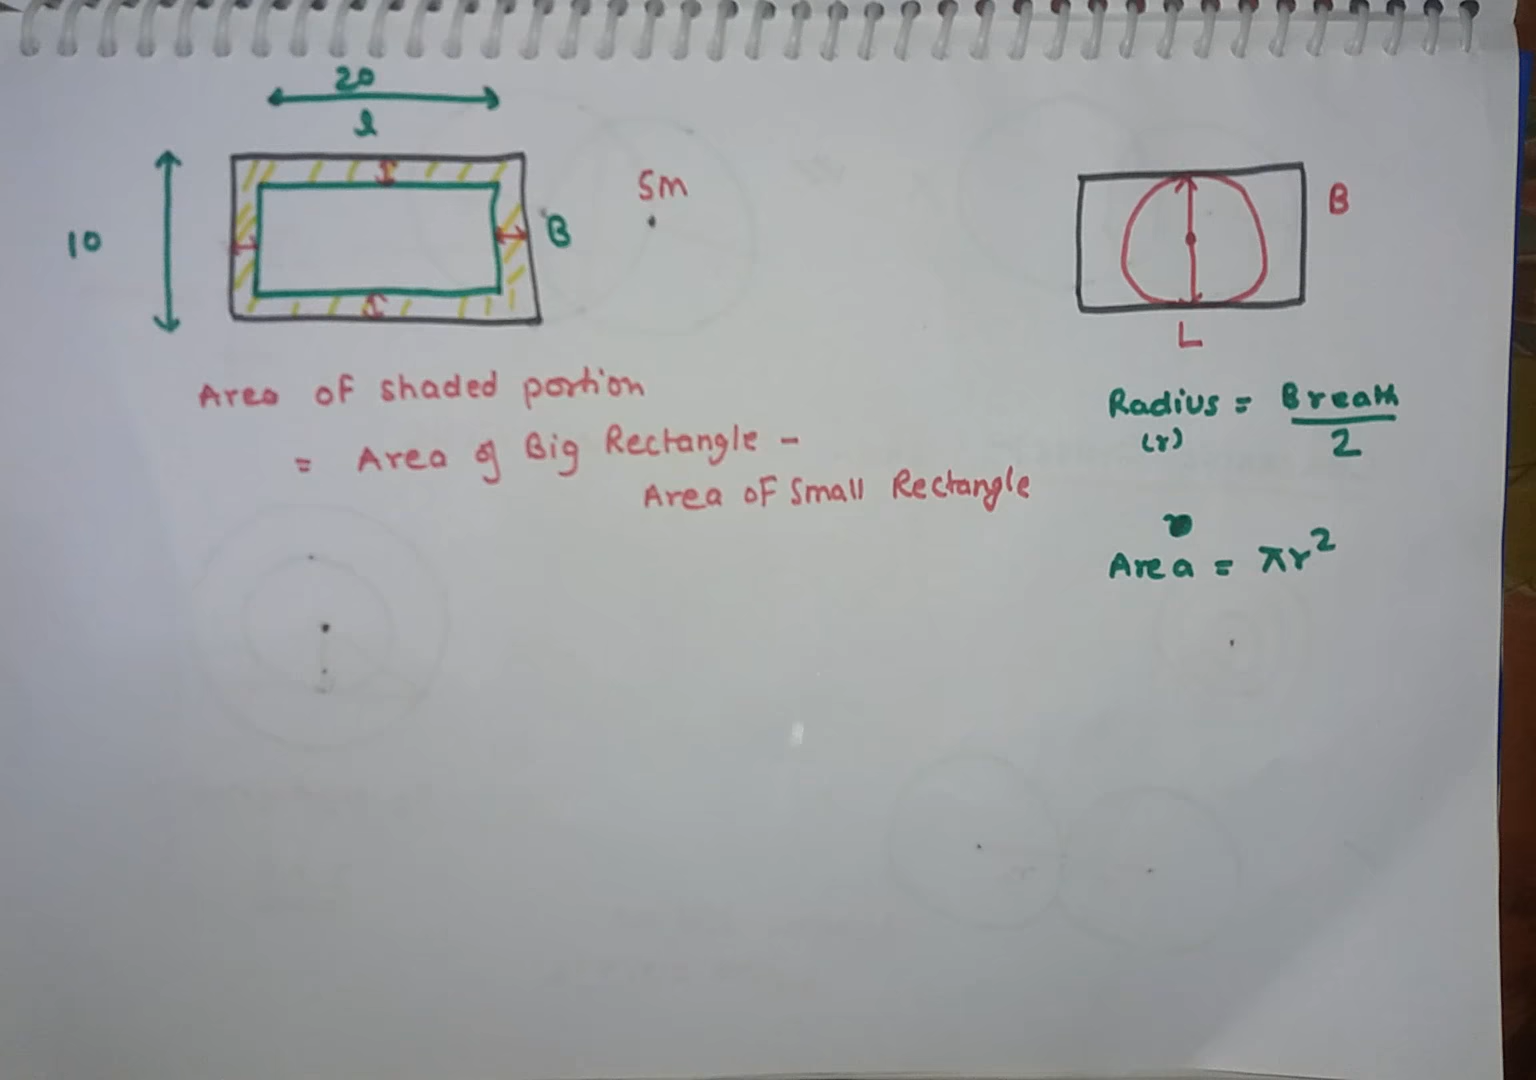 20
l
10
B
5m
Area of shaded portion
= Area of Big Rectangle -
Area of Small Rectangle
B
L
Radius = Breath
(r) 2
Area = πr²